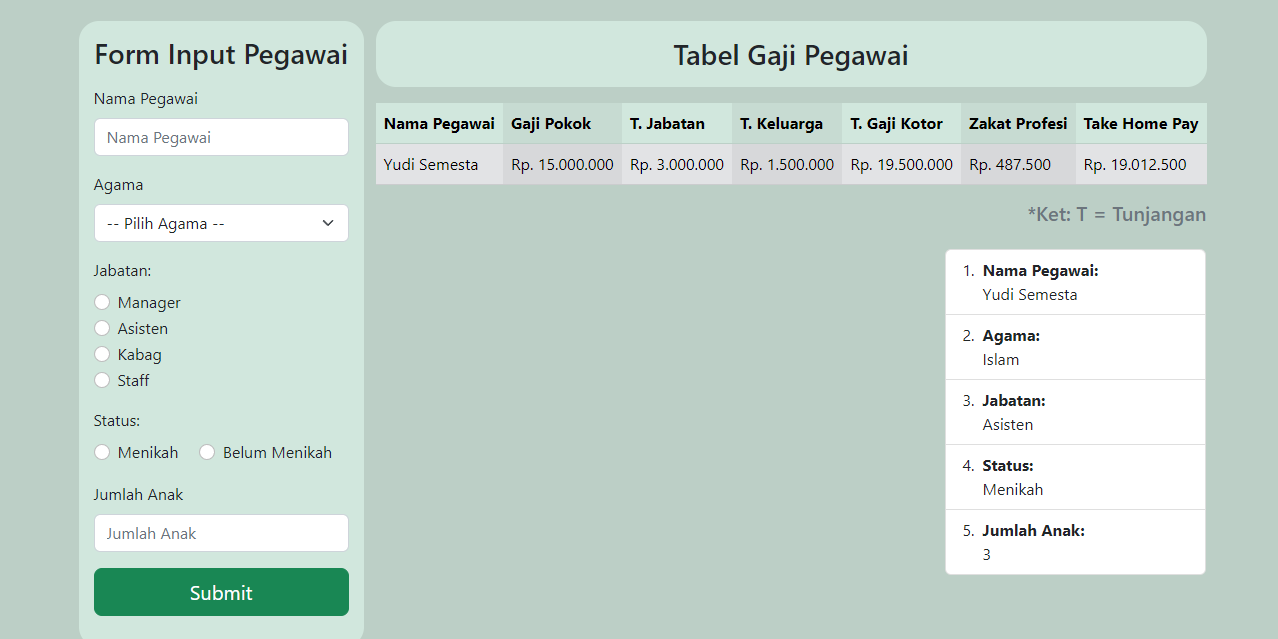 Form Input Pegawai
Nama Pegawai
Nama Pegawai
Agama
-- Pilih Agama --
Jabatan:
Manager
Asisten
Kabag
Staff
Status:
Menikah Belum Menikah
Jumlah Anak
Jumlah Anak
Submit
Tabel Gaji Pegawai
Nama Pegawai Gaji Pokok T. Jabatan T. Keluarga T. Gaji Kotor Zakat Profesi Take Home Pay
Yudi Semesta Rp. 15.000.000 Rp. 3.000.000 Rp. 1.500.000 Rp. 19.500.000 Rp. 487.500 Rp. 19.012.500
*Ket: T = Tunjangan
1. Nama Pegawai:
Yudi Semesta
2. Agama:
Islam
3. Jabatan:
Asisten
4. Status:
Menikah
5. Jumlah Anak:
3